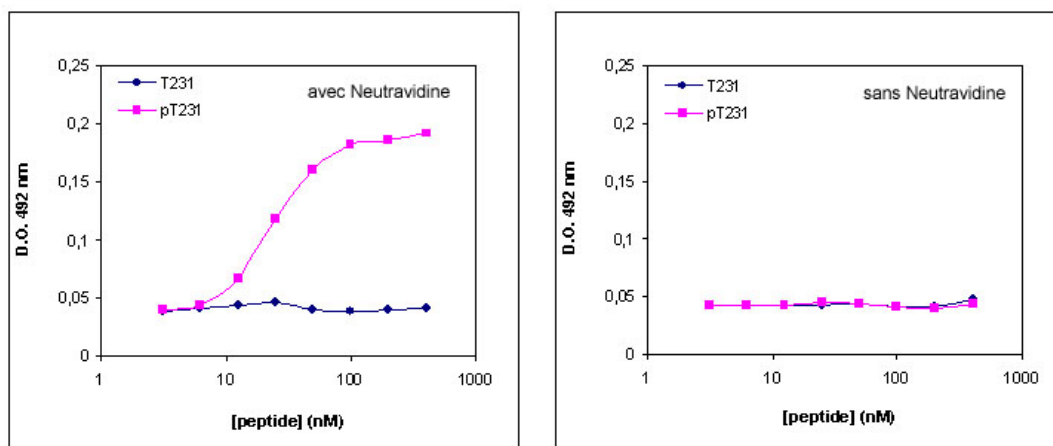 0,25
T231
pT231
avec Neutravidine
0,2
0,15
0,1
0,05
0
D.O. 492 nm
1
10
100
1000
[peptide] (nM)
0,25
T231
pT231
sans Neutravidine
0,2
0,15
0,1
0,05
0
D.O. 492 nm
1
10
100
1000
[peptide] (nM)